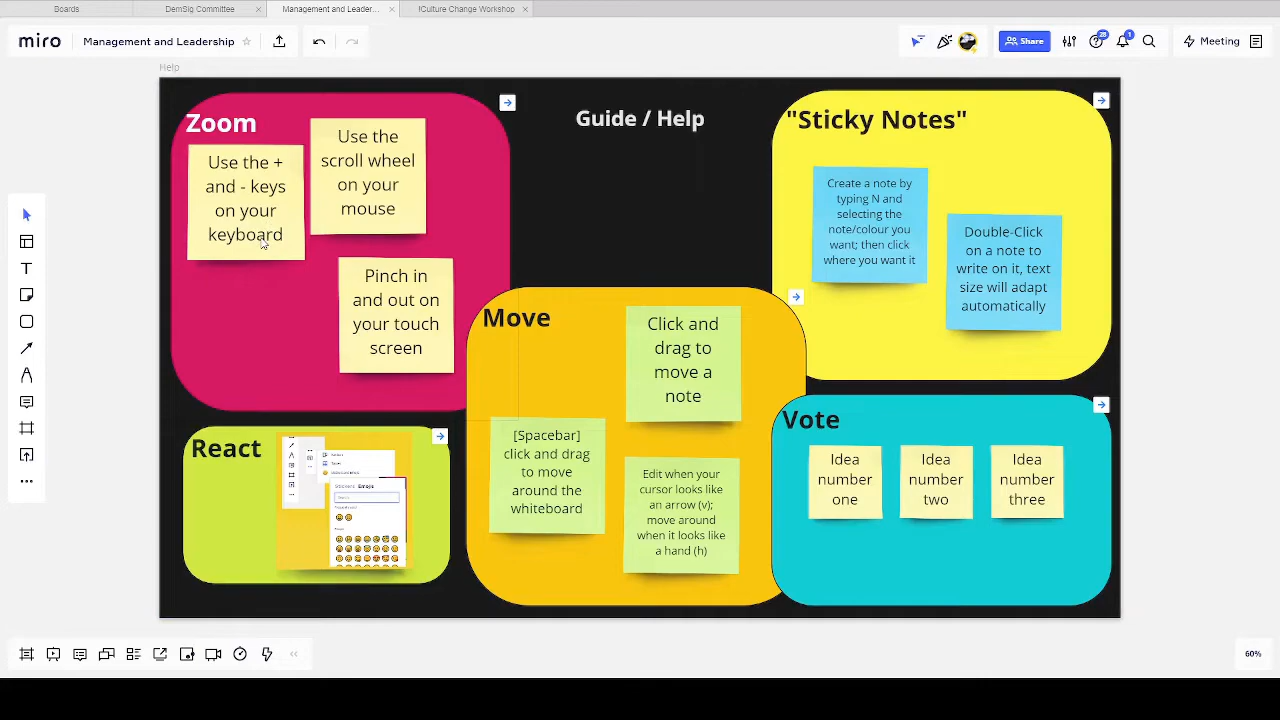 Boards
DemSig Committee
Management and Leader...
!Culture Change Workshop
miro
Management and Leadership
Share
28
1
Meeting
Help
Guide / Help
Zoom
Use the +
and - keys
on your
keyboard
Use the
scroll wheel
on your
mouse
Pinch in
and out on
your touch
screen
"Sticky Notes"
Create a note by
typing N and
selecting the
note/colour you
want; then click
where you want it
Double-Click
on a note to
write on it, text
size will adapt
automatically
Move
Click and
drag to
move a
note
[Spacebar]
click and drag
to move
around the
whiteboard
Edit when your
cursor looks like
an arrow (v);
move around
when it looks like
a hand (h)
React
Stickers Emojis
Vote
Idea
number
one
Idea
number
two
Idea
number
three
60%